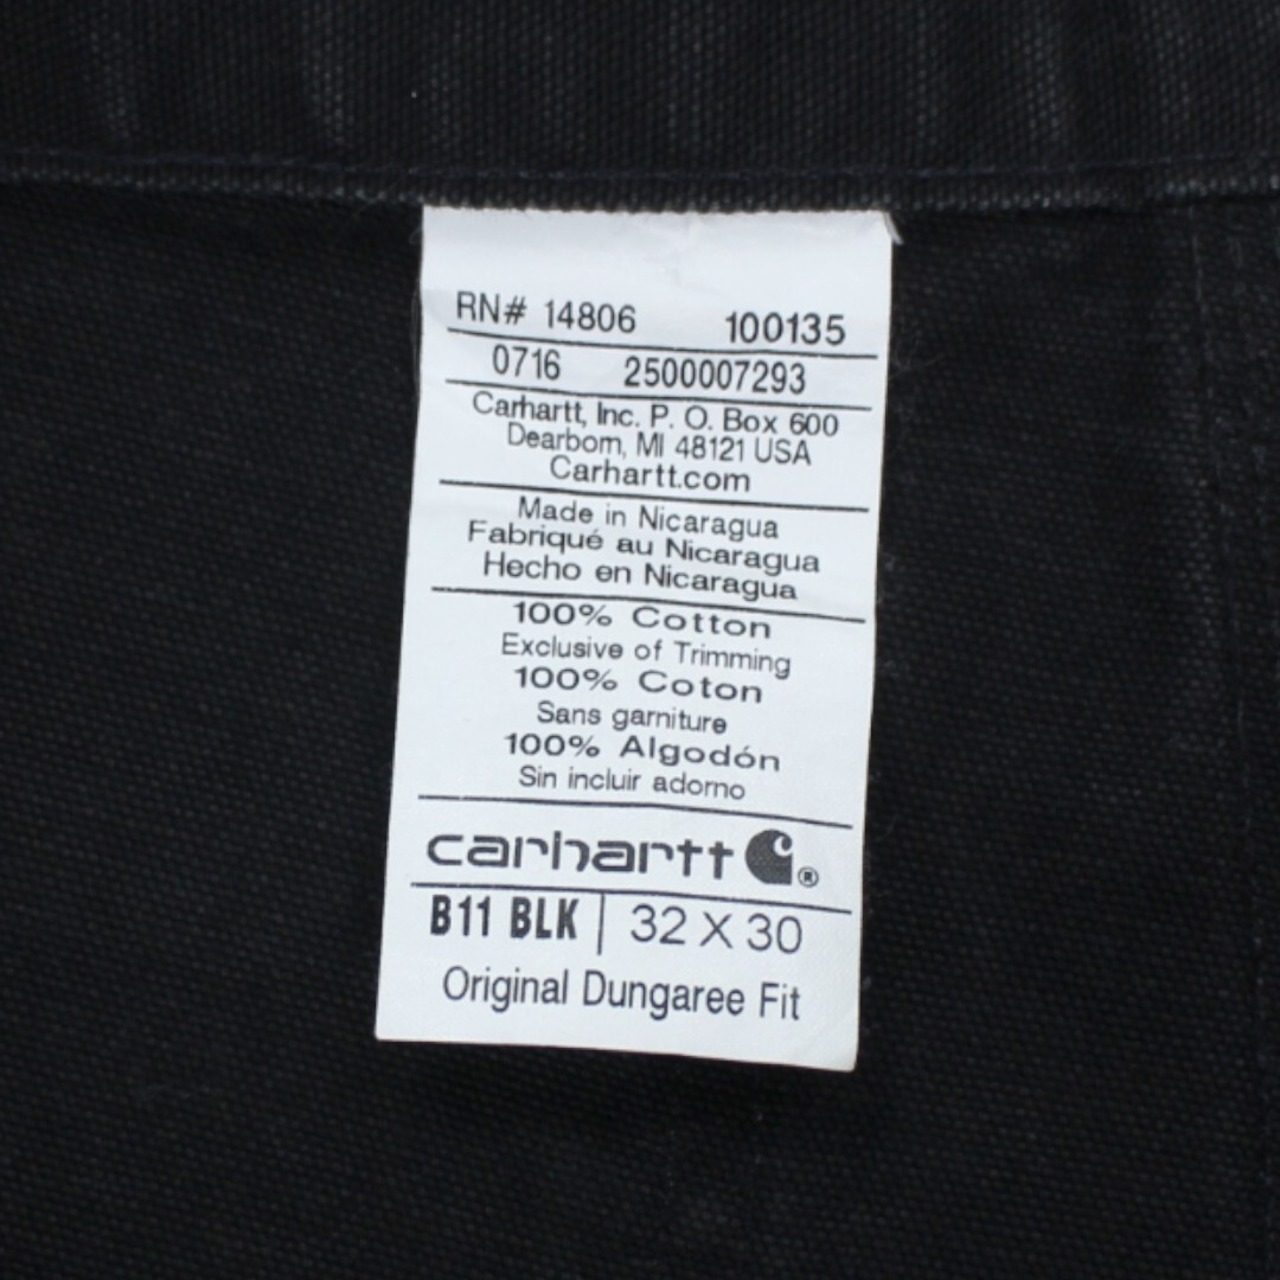 RN# 14806 100135
0716 2500007293
Carhartt, Inc. P. O. Box 600
Dearborn, MI 48121 USA
Carhartt.com
Made in Nicaragua
Fabriqué au Nicaragua
Hecho en Nicaragua
100% Cotton
Exclusive of Trimming
100% Coton
Sans garniture
100% Algodón
Sin incluir adorno
carhartt ®
B11 BLK | 32 X 30
Original Dungaree Fit